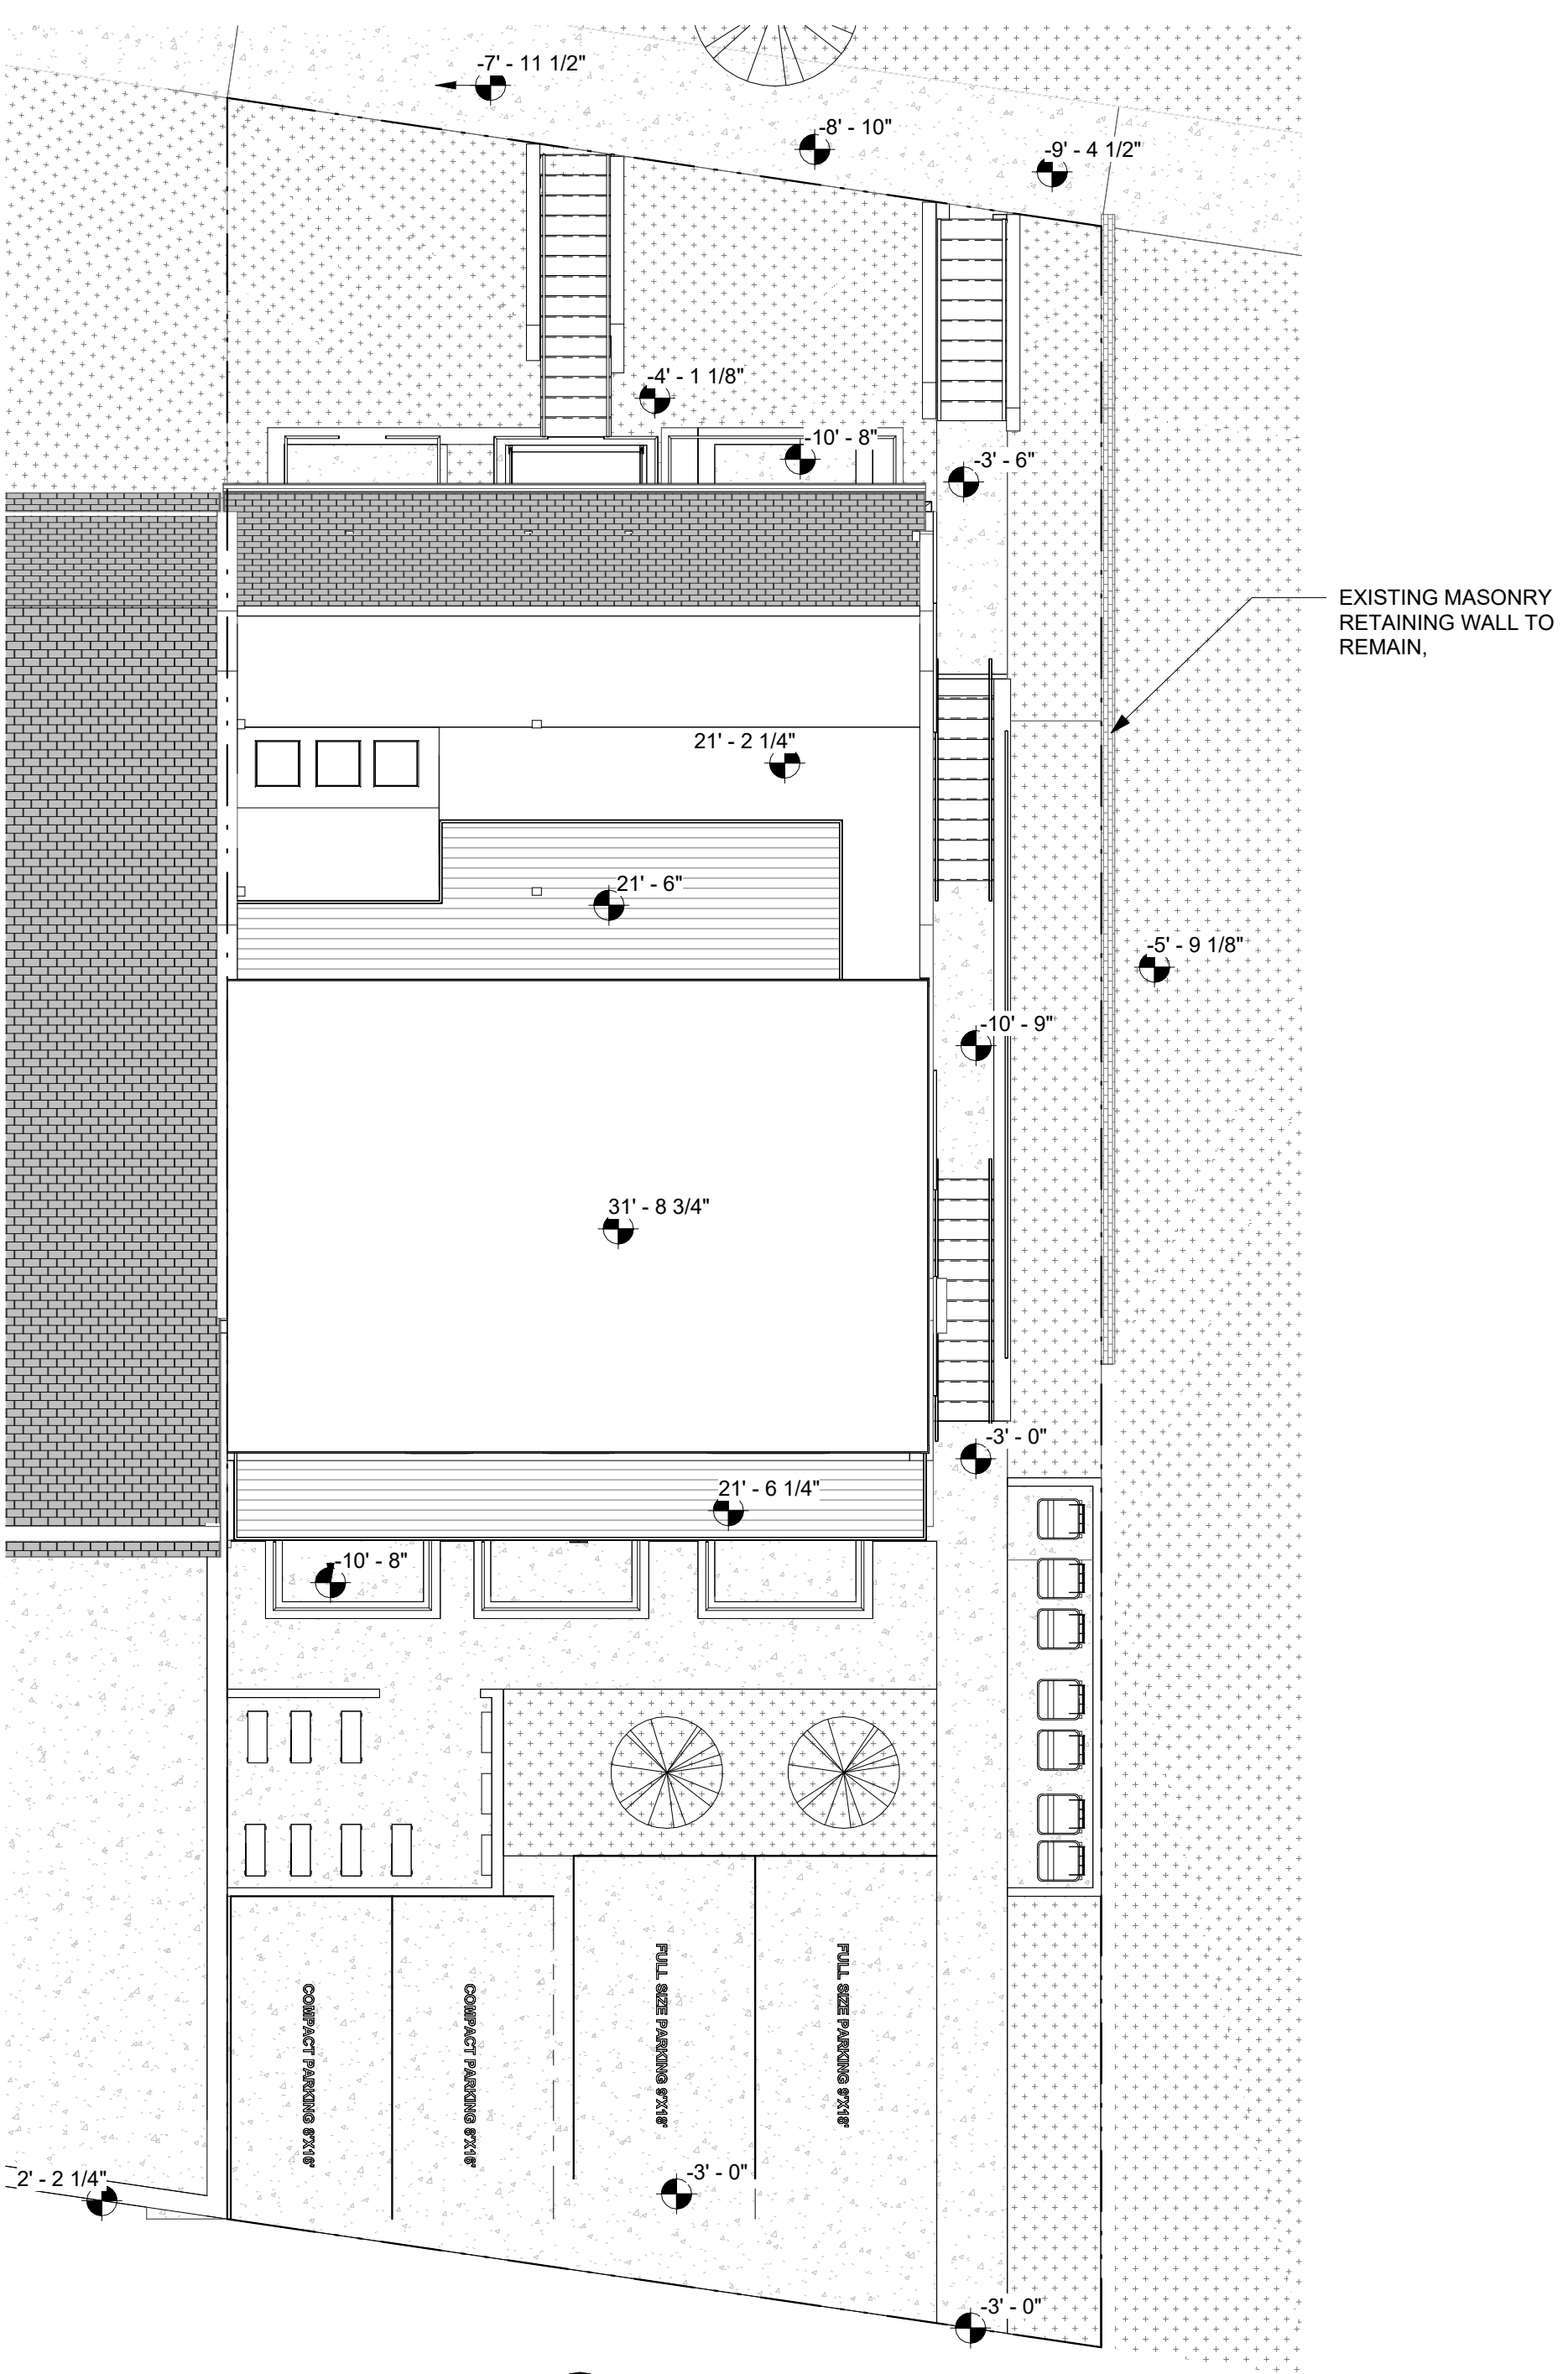 -7' - 11 1/2"
-8' - 10"
-9' - 4 1/2"
-4' - 1 1/8"
-10' - 8"
-3' - 6"
EXISTING MASONRY
RETAINING WALL TO
REMAIN,
21' - 2 1/4"
21' - 6"
-5' - 9 1/8"
-10' - 9"
31' - 8 3/4"
-3' - 0"
21' - 6 1/4"
-10' - 8"
COMPACT PARKING 8'X16'
COMPACT PARKING 8'X16'
FULL SIZE PARKING 9'X18'
FULL SIZE PARKING 9'X18'
2' - 2 1/4"
-3' - 0"
-3' - 0"